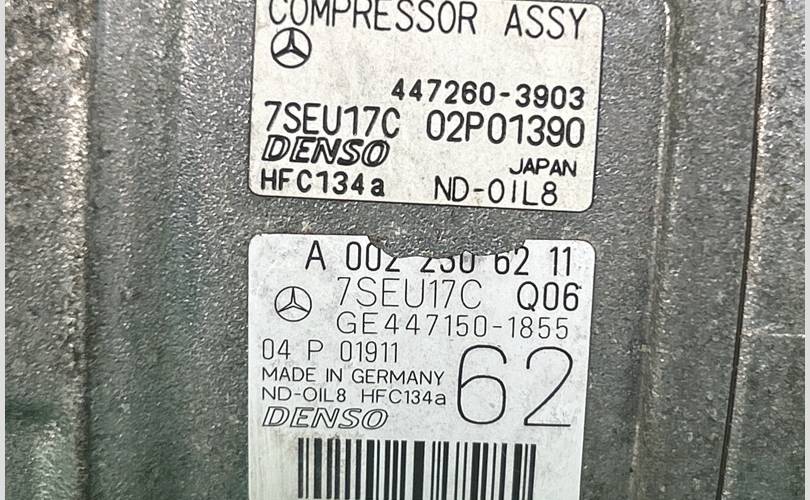 COMPRESSOR ASSY
447260-3903
7SEU17C 02P01390
DENSO
JAPAN
HFC134a ND-OIL8
A 002 230 62 11
7SEU17C Q06
GE447150-1855
04 P 01911
62
MADE IN GERMANY
ND-OIL8 HFC134a
DENSO